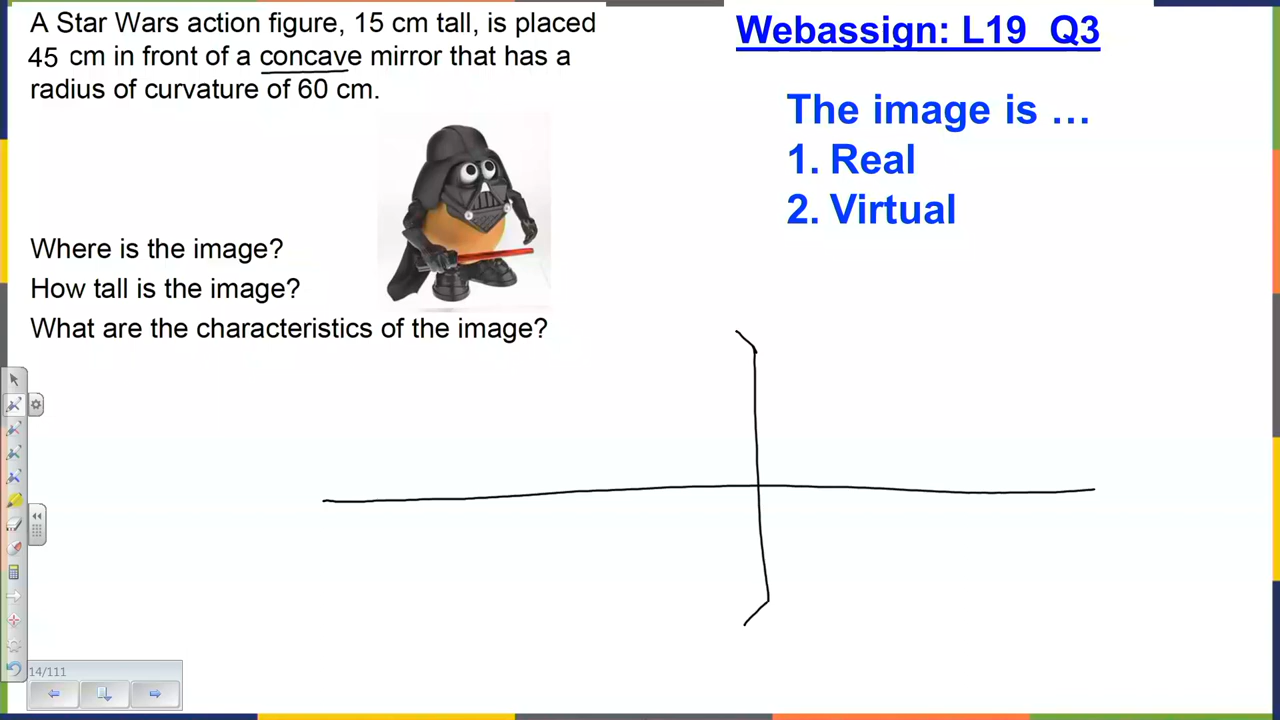 A Star Wars action figure, 15 cm tall, is placed
45 cm in front of a concave mirror that has a
radius of curvature of 60 cm.
Where is the image?
How tall is the image?
What are the characteristics of the image?
Webassign: L19 Q3
The image is …
1. Real
2. Virtual
14/111